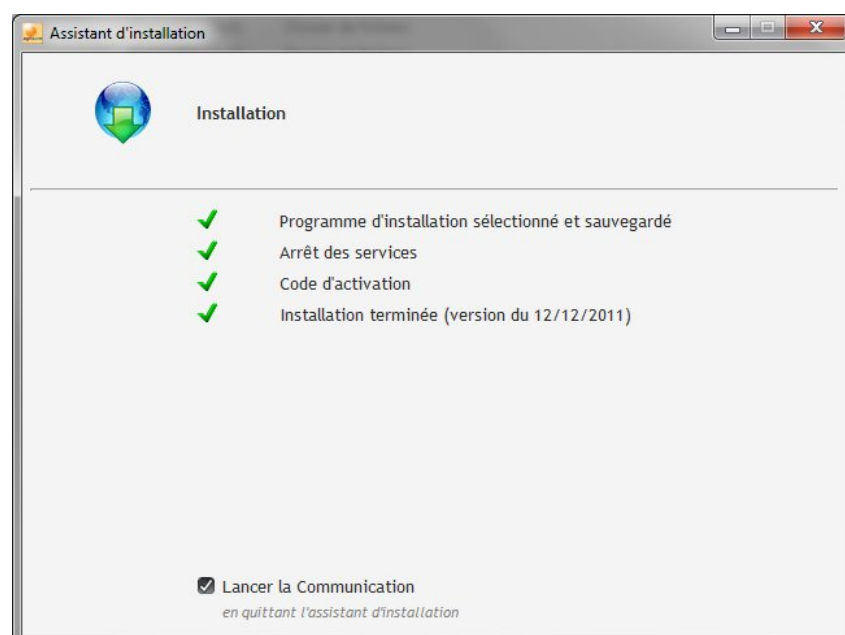 Assistant d'installation
Installation
Programme d'installation sélectionné et sauvegardé
Arrêt des services
Code d'activation
Installation terminée (version du 12/12/2011)
Lancer la Communication
en quittant l'assistant d'installation